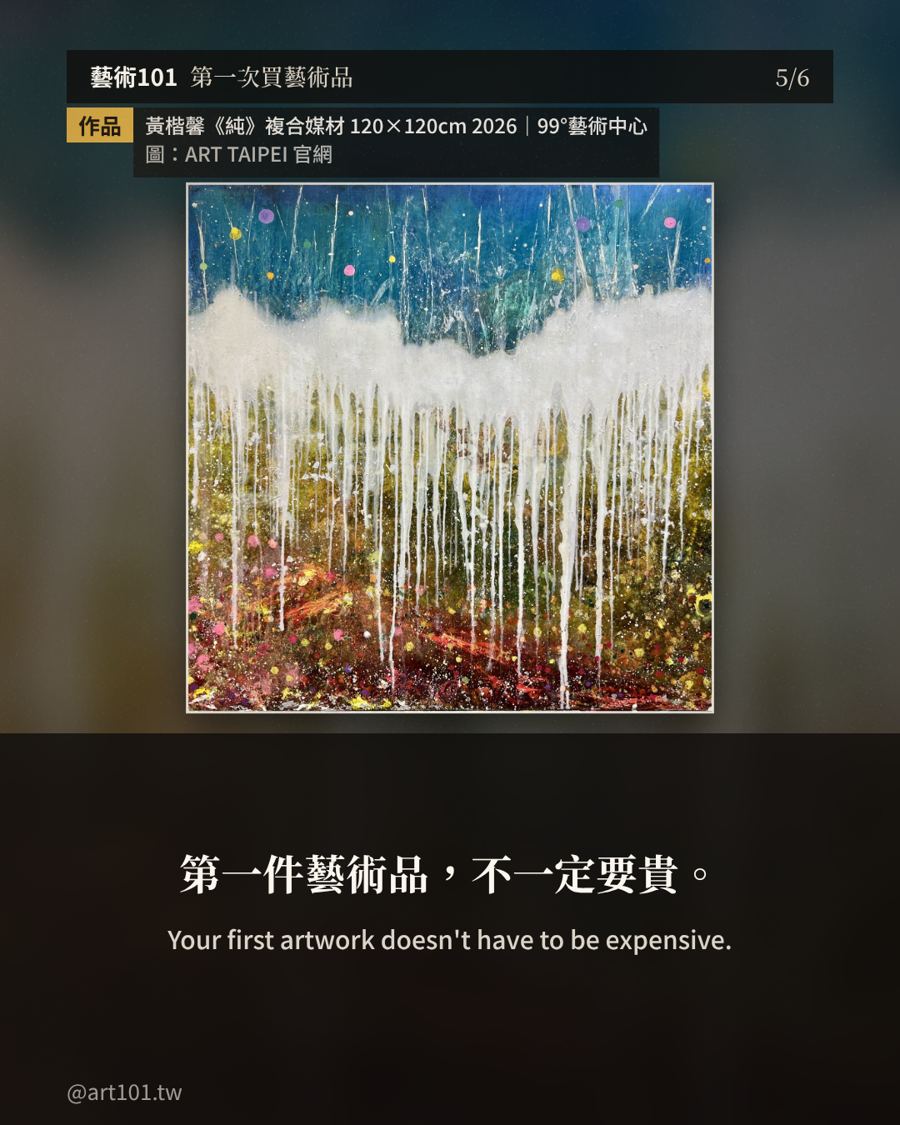 藝術101 第一次買藝術品 5/6
作品 黃楷馨《純》複合媒材 120×120cm 2026｜99°藝術中心
圖：ART TAIPEI 官網
第一件藝術品，不一定要貴。
Your first artwork doesn't have to be expensive.
@art101.tw